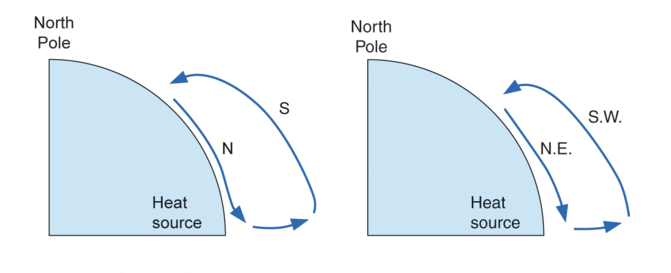 North
Pole
S
N
Heat
source
North
Pole
S.W.
N.E.
Heat
source